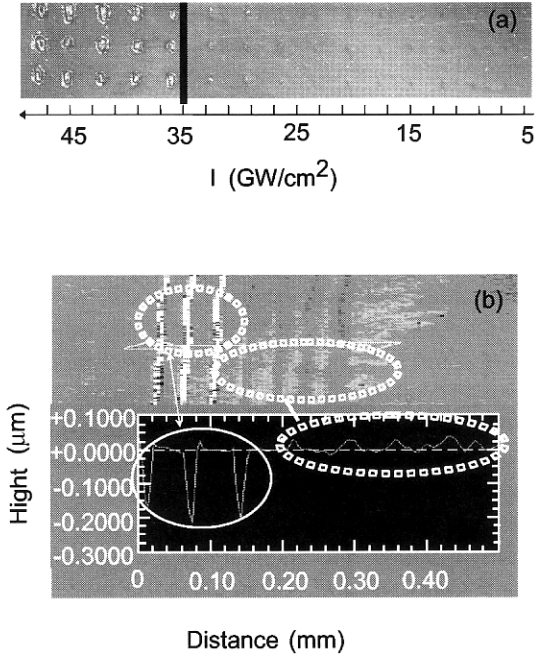 (a)
45 35 25 15 5
I (GW/cm²)
(b)
Hight (μm)
+0.1000
+0.0000
-0.1000
-0.2000
-0.3000
0 0.10 0.20 0.30 0.40
Distance (mm)